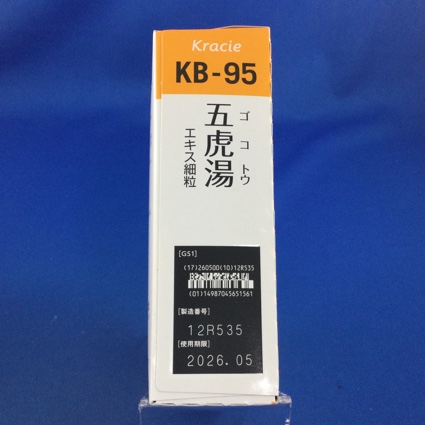 Kracie
KB-95
五虎湯
ゴコトウ
エキス細粒
[GS1]
(17)260500(10)12R535
(01)14987045651561
[製造番号]
12R535
[使用期限]
2026.05